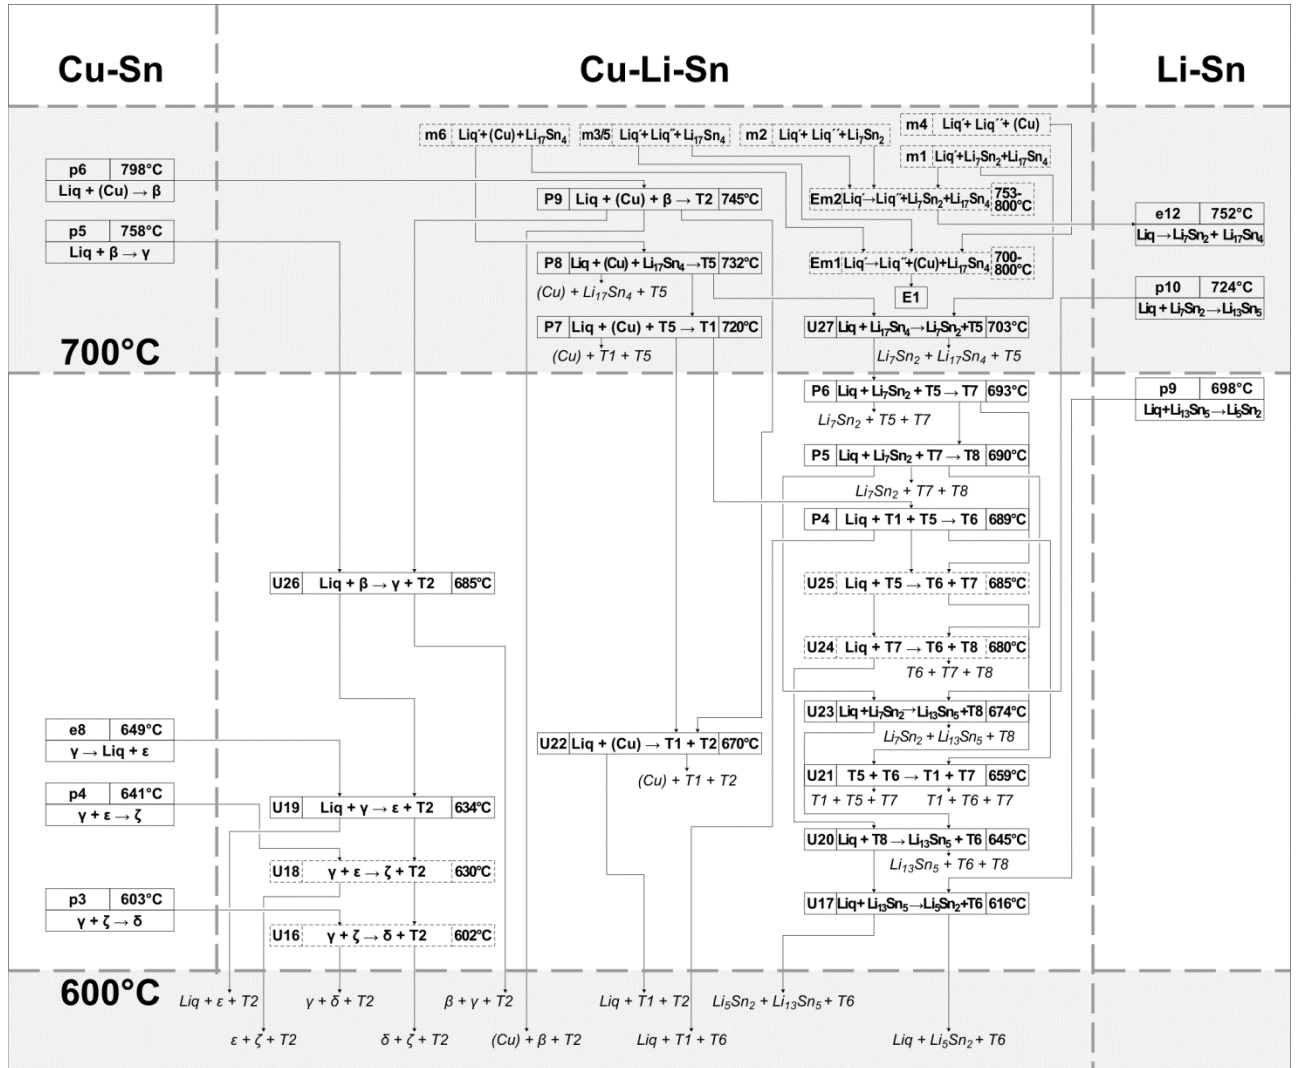 Cu-Sn
Cu-Li-Sn
Li-Sn
m6 Liq′+ (Cu)+Li₁₇Sn₄
m3/5 Liq′+ Liq″+Li₁₇Sn₄
m2 Liq′+ Liq′′+Li₇Sn₂
m4 Liq′+ Liq′′+ (Cu)
m1 Liq′+Li₇Sn₂+Li₁₇Sn₄
p6 798°C
Liq + (Cu) → β
P9 Liq + (Cu) + β → T2 745°C
Em2 Liq′→Liq″+Li₇Sn₂+Li₁₇Sn₄ 753-800°C
e12 752°C
Liq→Li₇Sn₂+ Li₁₇Sn₄
p5 758°C
Liq + β → γ
P8 Liq + (Cu) + Li₁₇Sn₄→T5 732°C
(Cu) + Li₁₇Sn₄ + T5
Em1 Liq′→Liq″+(Cu)+Li₁₇Sn₄ 700-800°C
E1
p10 724°C
Liq + Li₇Sn₂→Li₁₃Sn₅
P7 Liq + (Cu) + T5 → T1 720°C
(Cu) + T1 + T5
U27 Liq + Li₁₇Sn₄→Li₇Sn₂+T5 703°C
Li₇Sn₂ + Li₁₇Sn₄ + T5
700°C
P6 Liq + Li₇Sn₂ + T5 → T7 693°C
Li₇Sn₂ + T5 + T7
p9 698°C
Liq+Li₁₃Sn₅→Li₅Sn₂
P5 Liq + Li₇Sn₂ + T7 → T8 690°C
Li₇Sn₂ + T7 + T8
P4 Liq + T1 + T5 → T6 689°C
U26 Liq + β → γ + T2 685°C
U25 Liq + T5 → T6 + T7 685°C
U24 Liq + T7 → T6 + T8 680°C
T6 + T7 + T8
U23 Liq +Li₇Sn₂→Li₁₃Sn₅+T8 674°C
Li₇Sn₂ + Li₁₃Sn₅ + T8
e8 649°C
γ → Liq + ε
U22 Liq + (Cu) → T1 + T2 670°C
(Cu) + T1 + T2
U21 T5 + T6 → T1 + T7 659°C
T1 + T5 + T7
T1 + T6 + T7
p4 641°C
γ + ε → ζ
U19 Liq + γ → ε + T2 634°C
U20 Liq + T8 → Li₁₃Sn₅ + T6 645°C
Li₁₃Sn₅ + T6 + T8
U18 γ + ε → ζ + T2 630°C
p3 603°C
γ + ζ → δ
U17 Liq+ Li₁₃Sn₅→Li₅Sn₂+T6 616°C
U16 γ + ζ → δ + T2 602°C
600°C
Liq + ε + T2
γ + δ + T2
β + γ + T2
Liq + T1 + T2
Li₅Sn₂ + Li₁₃Sn₅ + T6
ε + ζ + T2
δ + ζ + T2
(Cu) + β + T2
Liq + T1 + T6
Liq + Li₅Sn₂ + T6